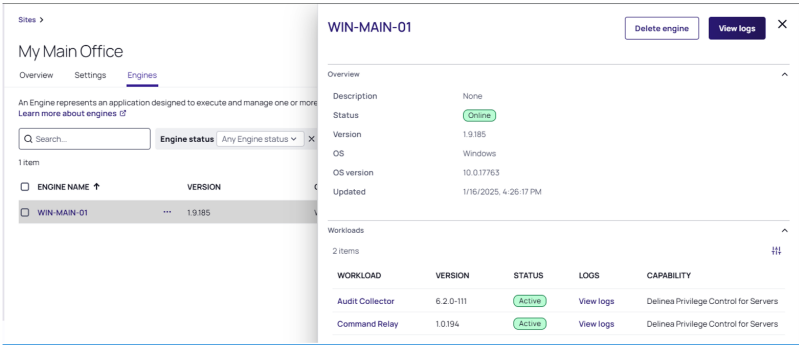 Sites >
My Main Office
Overview Settings Engines
An Engine represents an application designed to execute and manage one or more
Learn more about engines
Search...
Engine status Any Engine status
1 item
ENGINE NAME ↑ VERSION
WIN-MAIN-01 ··· 1.9.185
WIN-MAIN-01
Delete engine View logs
Overview
Description None
Status Online
Version 1.9.185
OS Windows
OS version 10.0.17763
Updated 1/16/2025, 4:26:17 PM
Workloads
2 items
WORKLOAD VERSION STATUS LOGS CAPABILITY
Audit Collector 6.2.0-111 Active View logs Delinea Privilege Control for Servers
Command Relay 1.0.194 Active View logs Delinea Privilege Control for Servers